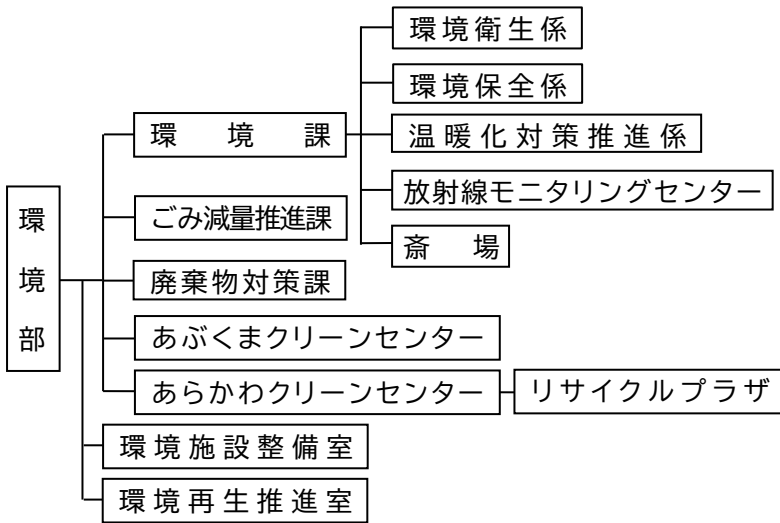 環境部
環境課
環境衛生係
環境保全係
温暖化対策推進係
放射線モニタリングセンター
斎場
ごみ減量推進課
廃棄物対策課
あぶくまクリーンセンター
あらかわクリーンセンター
リサイクルプラザ
環境施設整備室
環境再生推進室